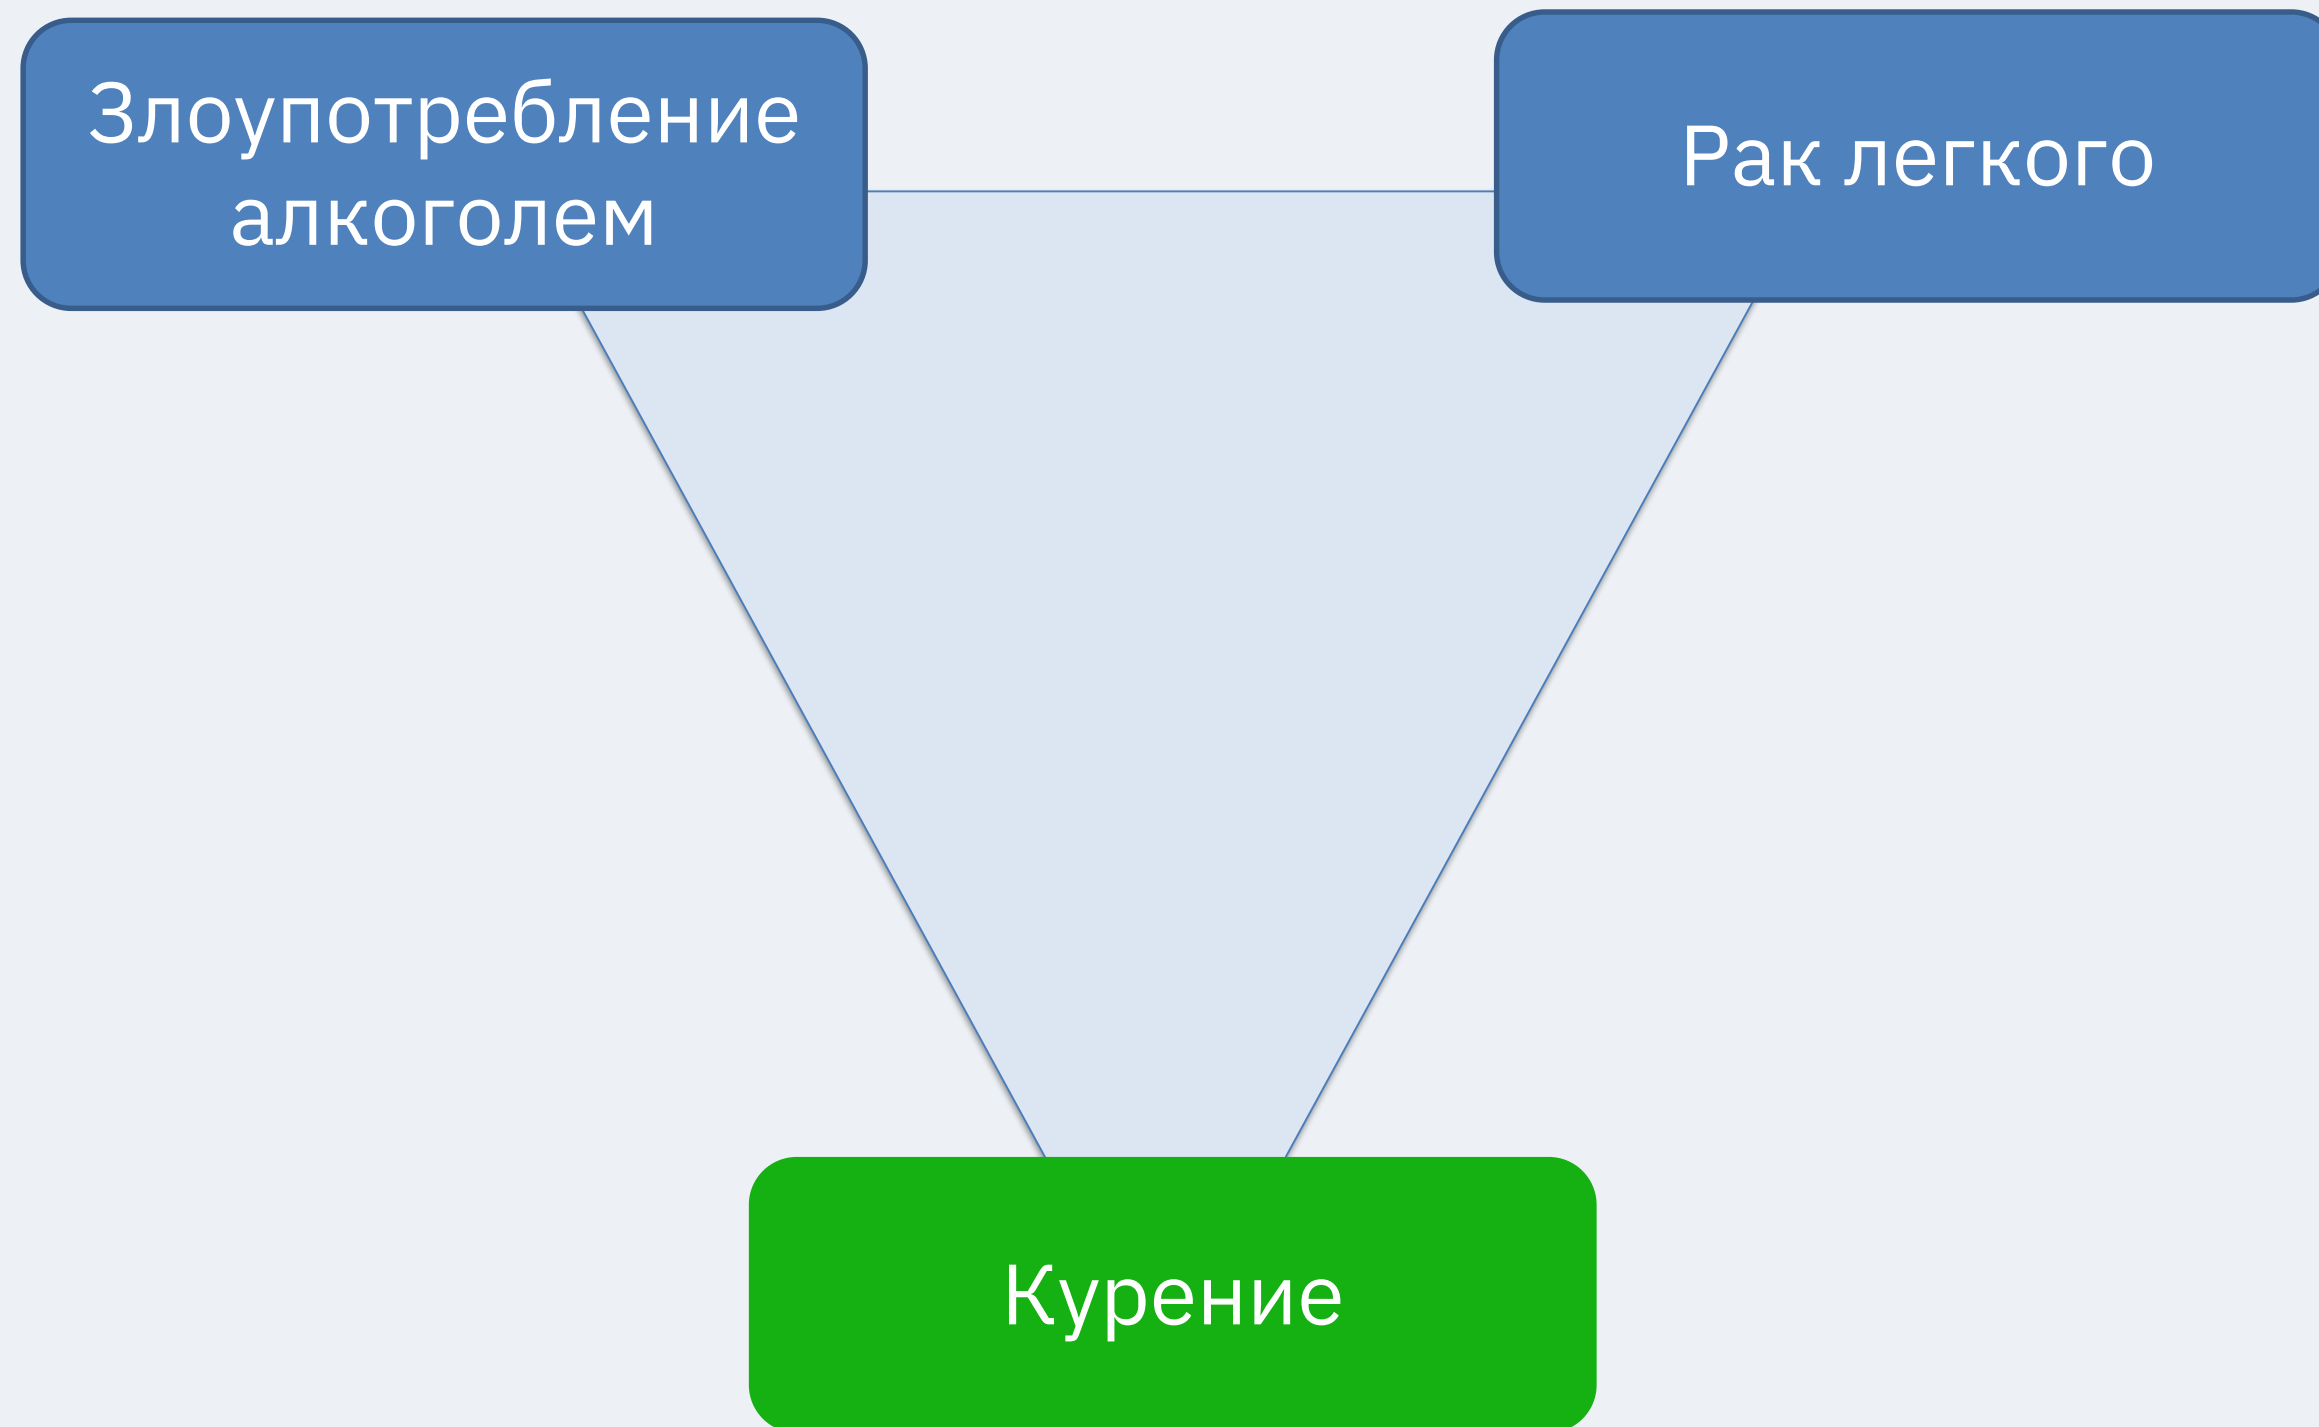 Злоупотребление
алкоголем
Рак легкого
Курение